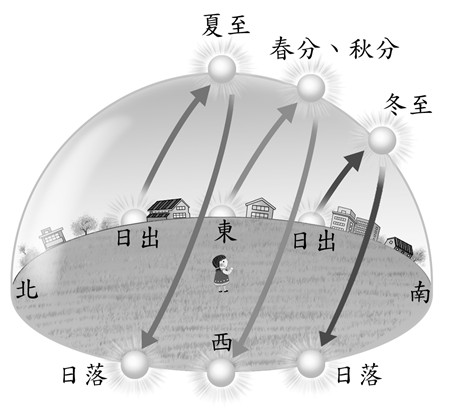 夏至
春分、秋分
冬至
日出
東
日出
北
南
西
日落
日落